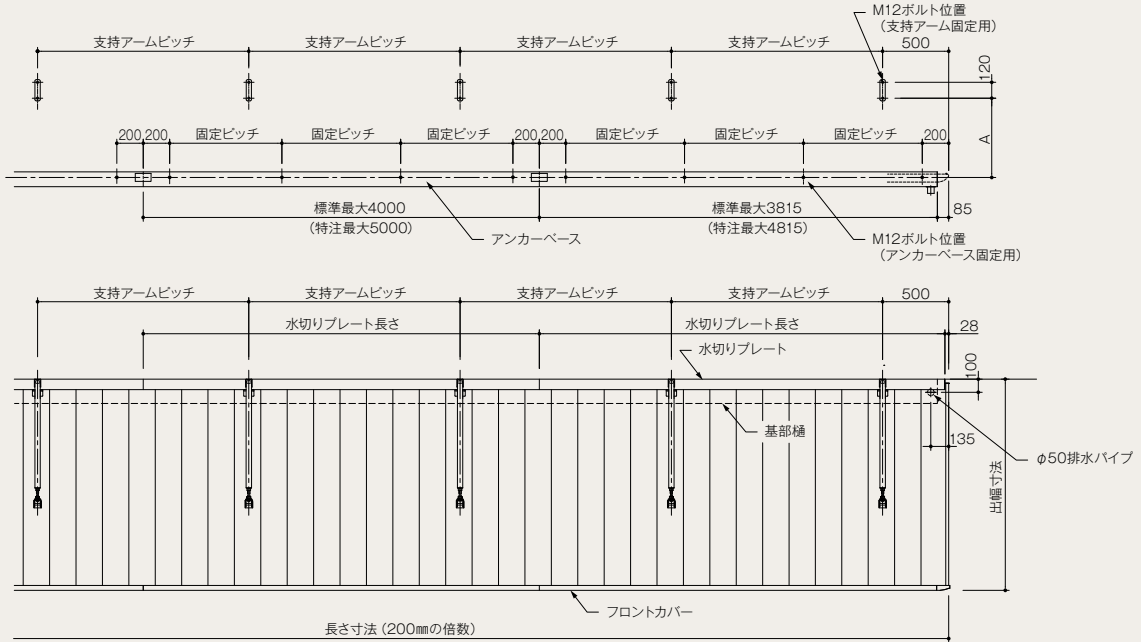 M12ボルト位置
(支持アーム固定用)
支持アームピッチ 支持アームピッチ 支持アームピッチ 支持アームピッチ 500
120
A
200 200 固定ピッチ 固定ピッチ 固定ピッチ 200 200 固定ピッチ 固定ピッチ 固定ピッチ 200
標準最大4000
(特注最大5000)
標準最大3815
(特注最大4815)
85
アンカーベース
M12ボルト位置
(アンカーベース固定用)
支持アームピッチ 支持アームピッチ 支持アームピッチ 支持アームピッチ 500
水切りプレート長さ 水切りプレート長さ 28
水切りプレート
100
基部樋
135
φ50排水パイプ
出幅寸法
フロントカバー
長さ寸法 (200㎜の倍数)